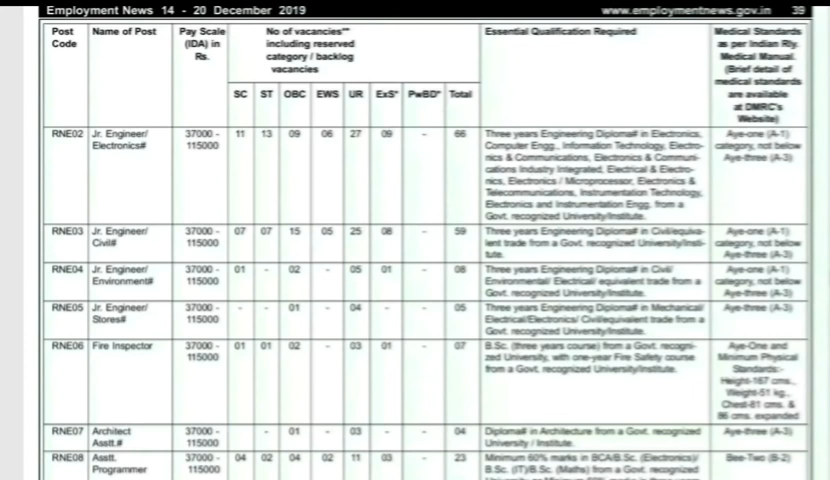 Employment News 14 - 20 December 2019 www.employmentnews.gov.in 39
Post Code Name of Post Pay Scale (IDA) in Rs. No of vacancies** including reserved category / backlog vacancies Essential Qualification Required Medical Standards as per Indian Rly. Medical Manual. (Brief detail of medical standards are available at DMRC's Website)
SC ST OBC EWS UR ExS* PwBD* Total
RNE02 Jr. Engineer/ 37000 - 11 13 09 06 27 09 - 66 Three years Engineering Diploma# in Electronics, Aye-one (A-1)
Electronics# 115000 Computer Engg., Information Technology, Electro- category, not below
nics & Communications, Electronics & Communi- Aye-three (A-3)
cations Industry Integrated, Electrical & Electro-
nics, Electronics / Microprocessor, Electronics &
Telecommunications, Instrumentation Technology,
Electronics and Instrumentation Engg. from a
Govt. recognized University/Institute.
RNE03 Jr. Engineer/ 37000 - 07 07 15 05 25 08 - 59 Three years Engineering Diploma# in Civil/equiva- Aye-one (A-1)
Civil# 115000 lent trade from a Govt. recognized University/Insti- category, not below
tute. Aye-three (A-3)
RNE04 Jr. Engineer/ 37000 - 01 - 02 - 05 01 - 08 Three years Engineering Diploma# in Civil/ Aye-one (A-1)
Environment# 115000 Environmental/ Electrical/ equivalent trade from a category, not below
Govt. recognized University/Institute. Aye-three (A-3)
RNE05 Jr. Engineer/ 37000 - - - 01 - 04 - - 05 Three years Engineering Diploma# in Mechanical/ Aye-three (A-3)
Stores# 115000 Electrical/Electronics/ Civil/equivalent trade from a
Govt. recognized University/Institute.
RNE06 Fire Inspector 37000 - 01 01 02 - 03 01 - 07 B.Sc. (three years course) from a Govt. recogni- Aye-One and
115000 zed University, with one-year Fire Safety course Minimum Physical
from a Govt. recognized University/Institute. Standards:-
Height-167 cms.,
Weight-51 kg.,
Chest-81 cms. &
86 cms. expanded
RNE07 Architect 37000 - - 01 - 03 - - 04 Diploma# in Architecture from a Govt. recognized Aye-three (A-3)
Asstt.# 115000 University / Institute.
RNE08 Asstt. 37000 - 04 02 04 02 11 03 - 23 Minimum 60% marks in BCA/B.Sc. (Electronics)/ Bee-Two (B-2)
Programmer 115000 B.Sc. (IT)/B.Sc. (Maths) from a Govt. recognized